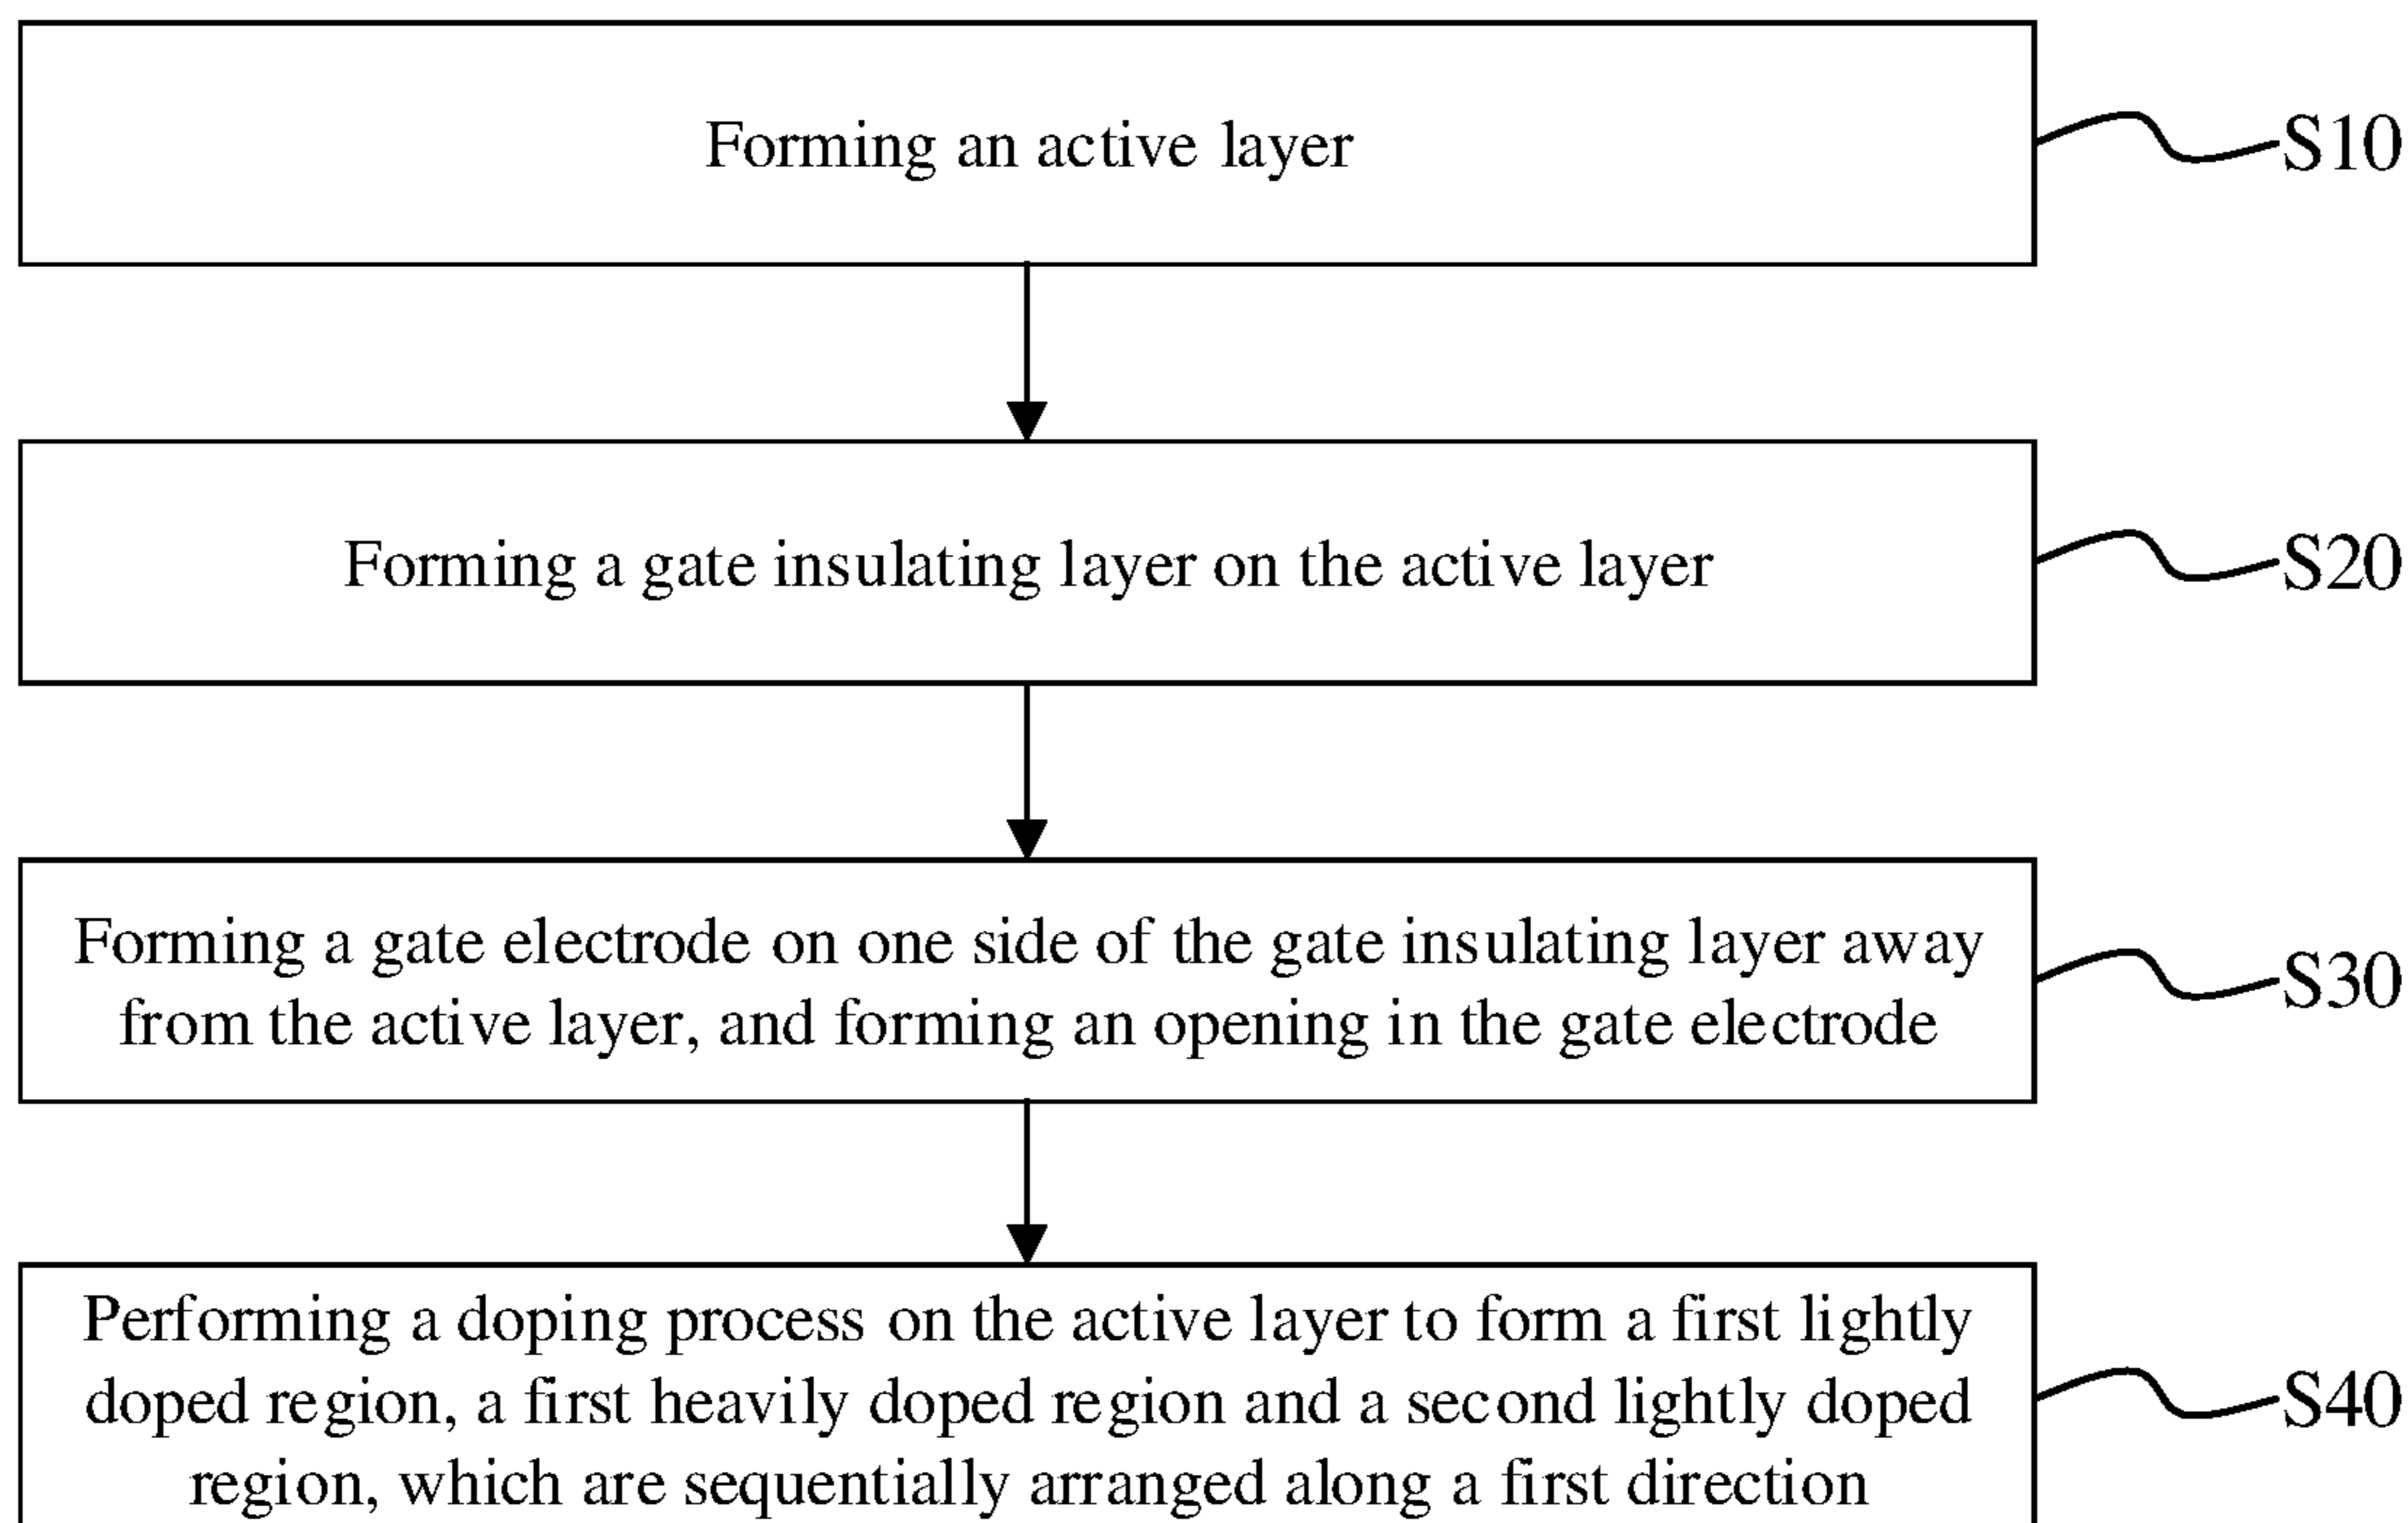 Forming an active layer
S10
Forming a gate insulating layer on the active layer
S20
Forming a gate electrode on one side of the gate insulating layer away
from the active layer, and forming an opening in the gate electrode
S30
Performing a doping process on the active layer to form a first lightly
doped region, a first heavily doped region and a second lightly doped
region, which are sequentially arranged along a first direction
S40